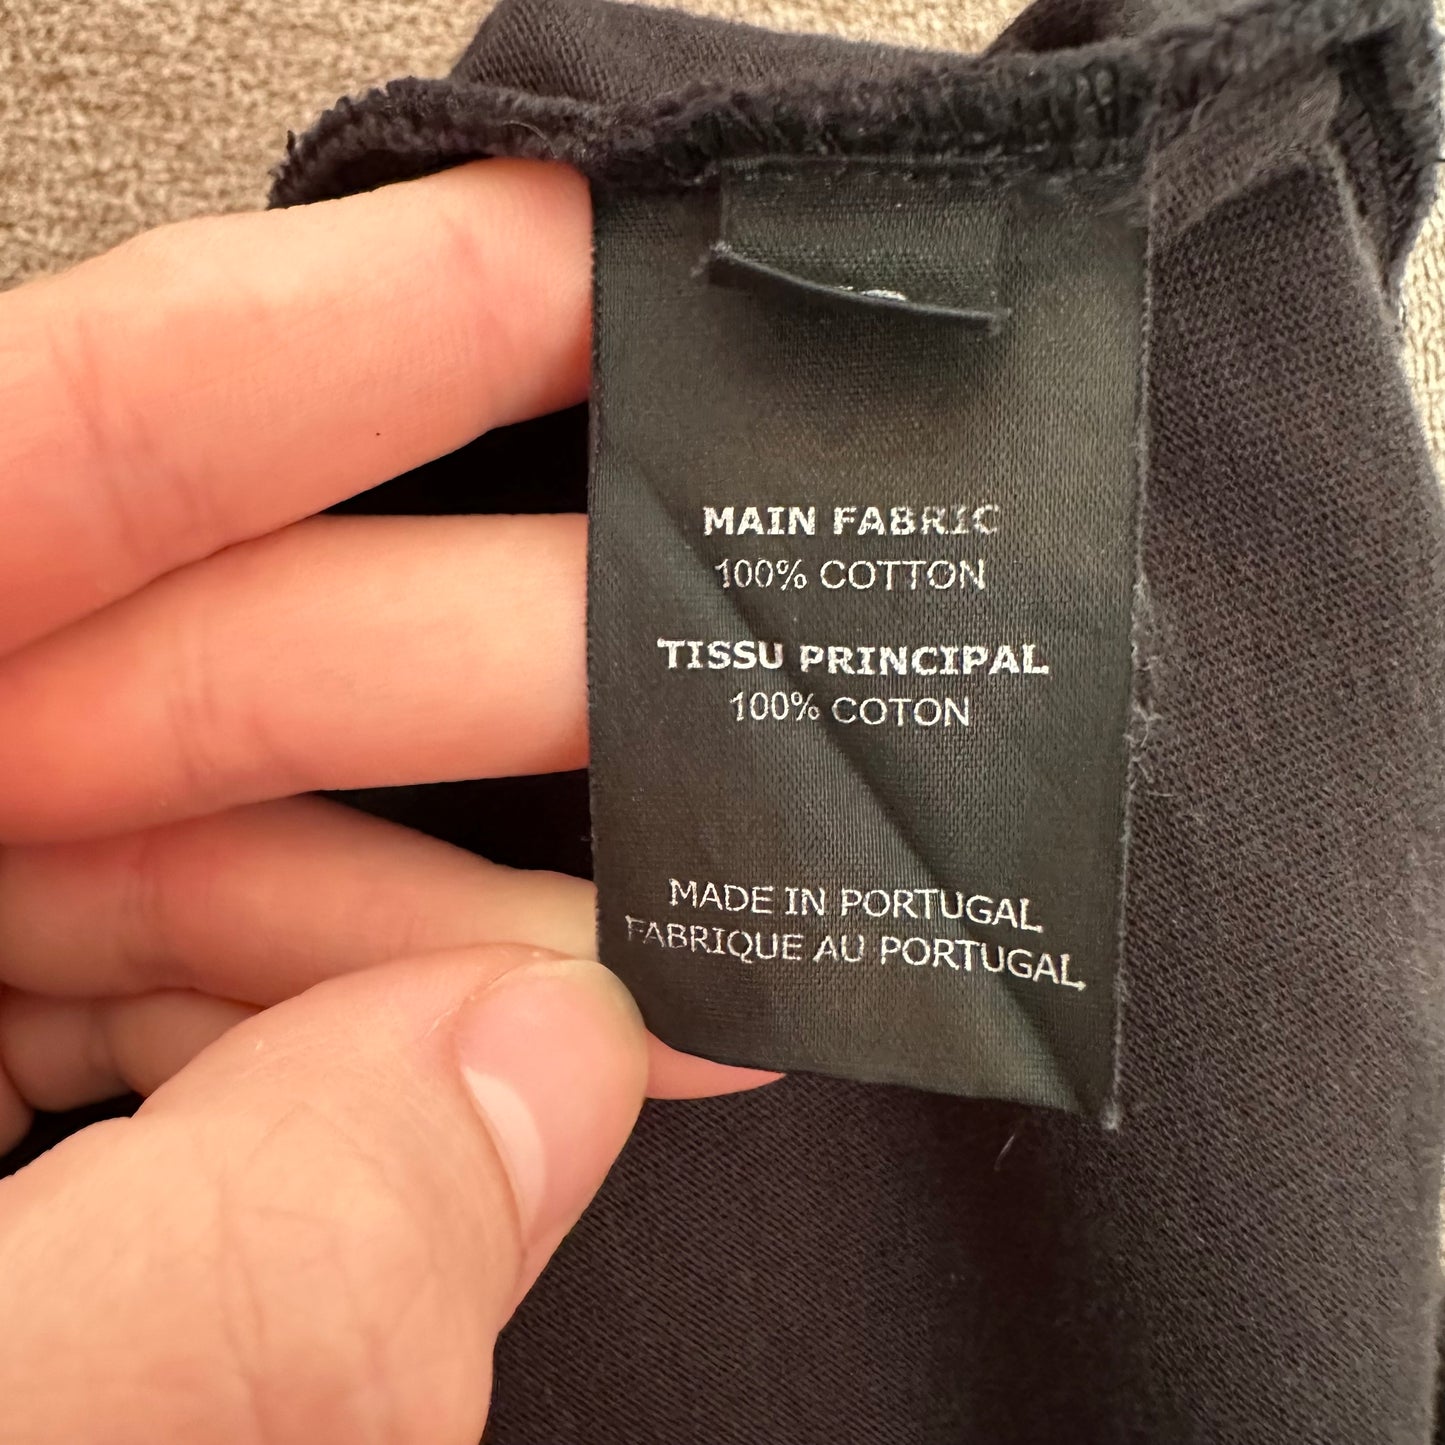 MAIN FABRIC
100% COTTON
TISSU PRINCIPAL
100% COTON
MADE IN PORTUGAL
FABRIQUE AU PORTUGAL